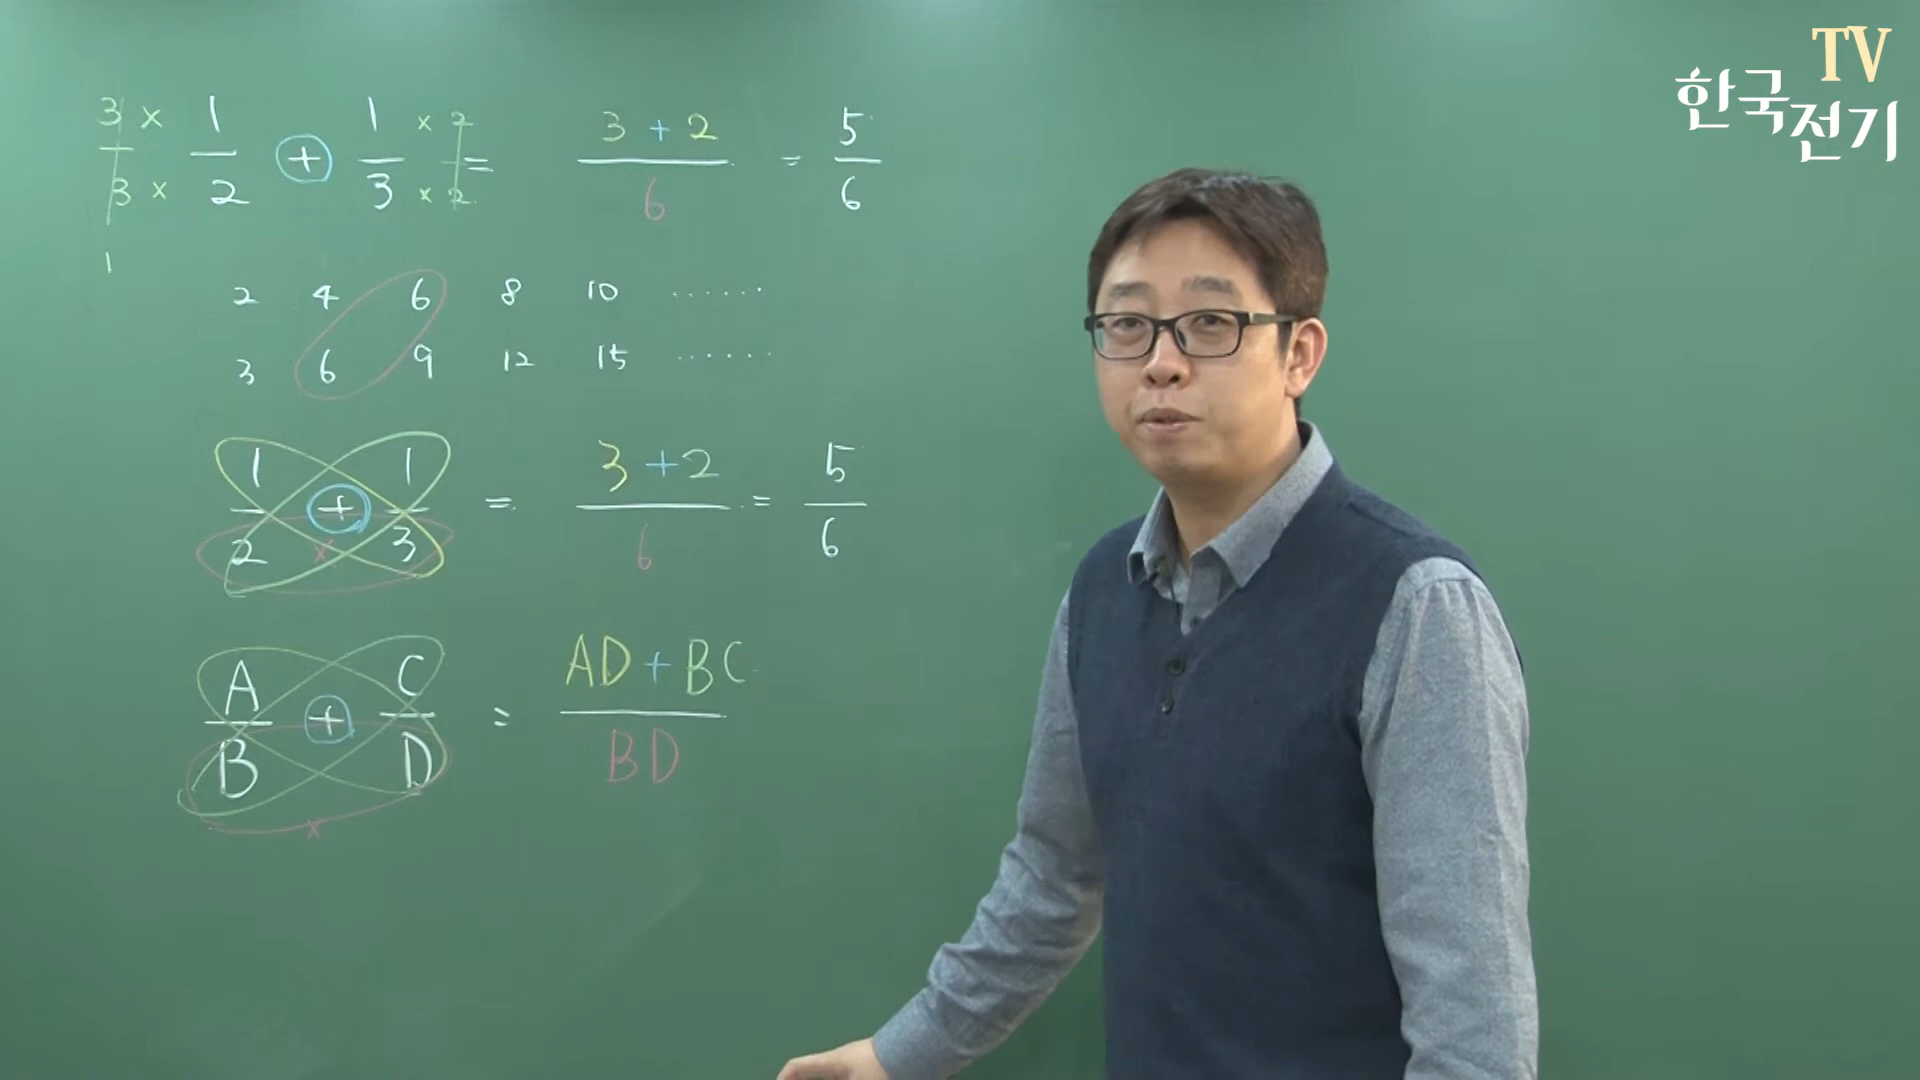 TV
한국
전기
3/3 × 1/2 + 1/3 × 2/2 = (3 + 2)/6 = 5/6
1
2 4 6 8 10 ......
3 6 9 12 15 ......
1/2 + 1/3 = (3 + 2)/6 = 5/6
×
A/B + C/D = (AD + BC)/BD
×